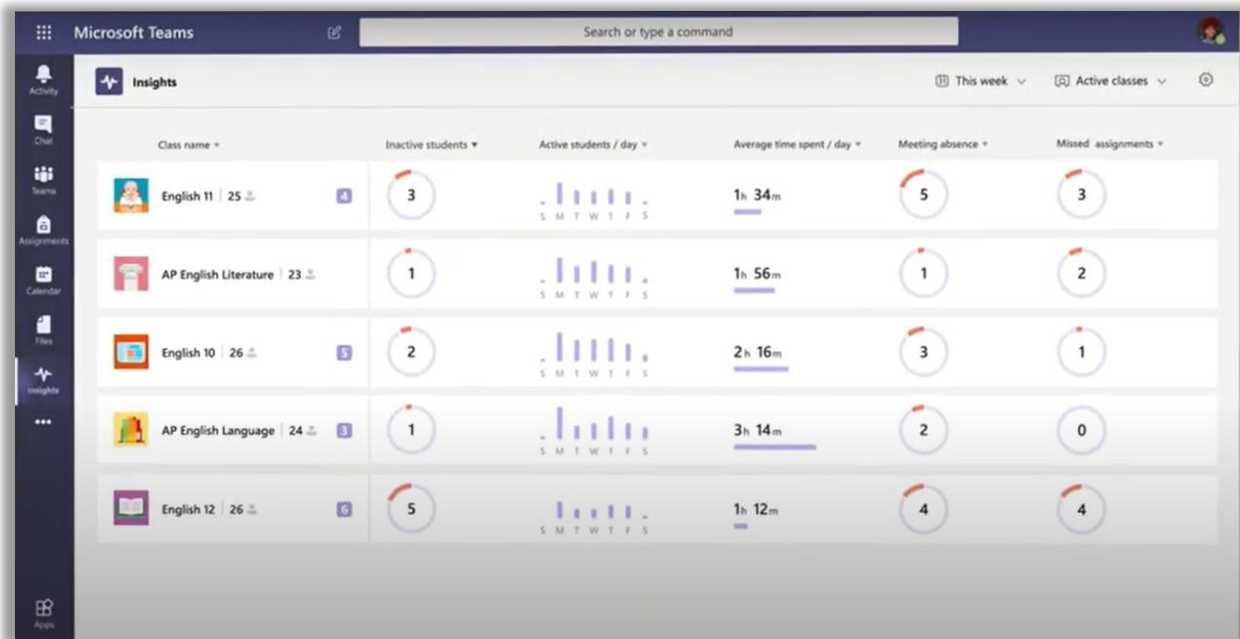 Microsoft Teams
Search or type a command
Activity
Insights
This week
Active classes
Chat
Class name
Inactive students
Active students / day
Average time spent / day
Meeting absence
Missed assignments
Teams
English 11 | 25
4
3
S M T W T F S
1h 34m
5
3
Assignments
AP English Literature | 23
1
S M T W T F S
1h 56m
1
2
Calendar
Files
English 10 | 26
5
2
S M T W T F S
2h 16m
3
1
Insights
AP English Language | 24
3
1
S M T W T F S
3h 14m
2
0
English 12 | 26
6
5
S M T W T F S
1h 12m
4
4
Apps